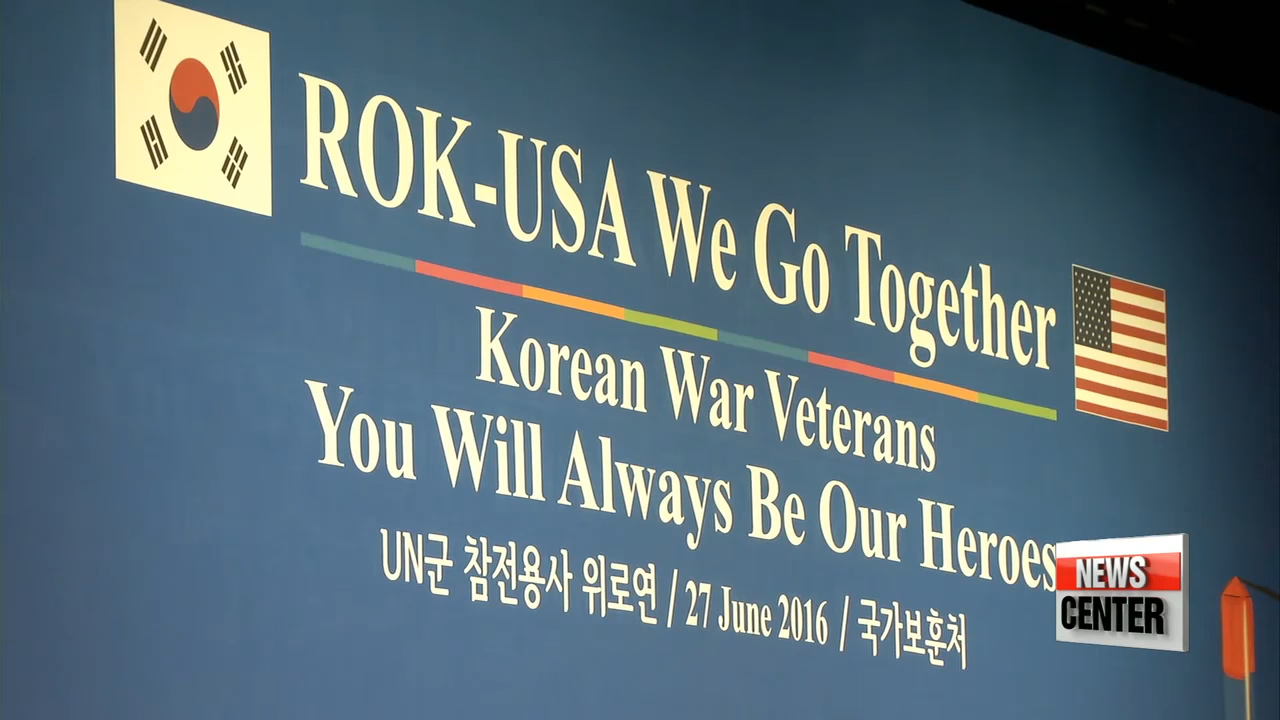 ROK-USA We Go Together
Korean War Veterans
You Will Always Be Our Heroes
UN군 참전용사 위로연 / 27 June 2016 / 국가보훈처
NEWS
CENTER